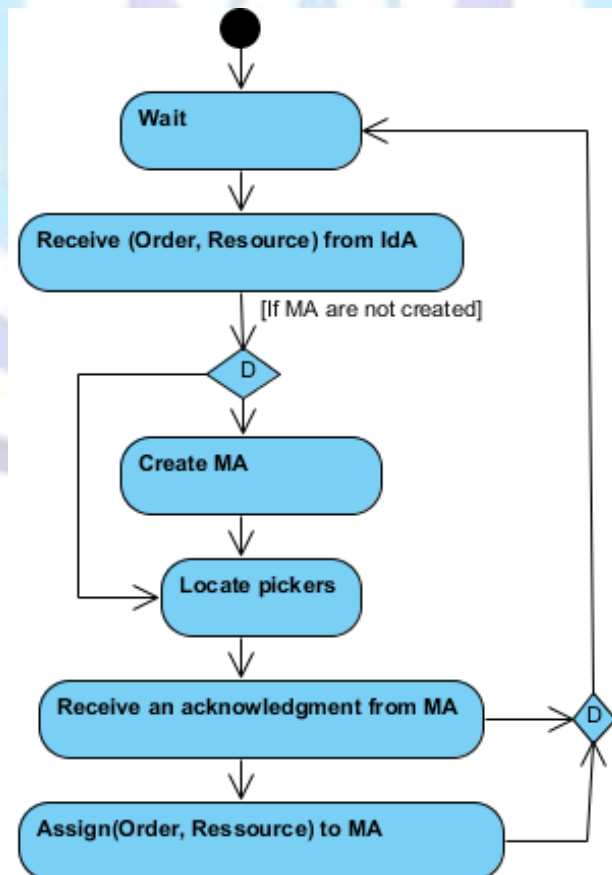 Wait
Receive (Order, Resource) from IdA
[If MA are not created]
D
Create MA
Locate pickers
Receive an acknowledgment from MA
D
Assign(Order, Ressource) to MA